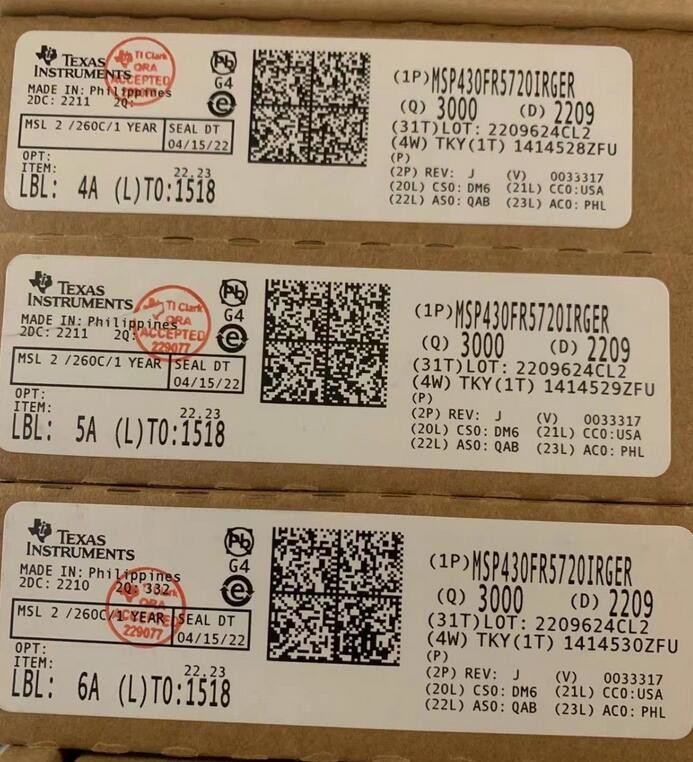 TEXAS
INSTRUMENTS
TI Clark
QRA
ACCEPTED
MADE IN: Philippines
2DC: 2211 2Q:
Pb
G4
e
MSL 2 /260C/1 YEAR
SEAL DT
04/15/22
OPT:
ITEM:
22.23
LBL: 4A (L)TO:1518
(1P)MSP430FR5720IRGER
(Q) 3000 (D) 2209
(31T)LOT: 2209624CL2
(4W) TKY(1T) 1414528ZFU
(P)
(2P) REV: J (V) 0033317
(20L) CSO: DM6 (21L) CCO:USA
(22L) ASO: QAB (23L) ACO: PHL
TEXAS
INSTRUMENTS
TI Clark
QRA
ACCEPTED
229077
MADE IN: Philippines
2DC: 2211 2Q:
Pb
G4
e
MSL 2 /260C/1 YEAR
SEAL DT
04/15/22
OPT:
ITEM:
22.23
LBL: 5A (L)TO:1518
(1P)MSP430FR5720IRGER
(Q) 3000 (D) 2209
(31T)LOT: 2209624CL2
(4W) TKY(1T) 1414529ZFU
(P)
(2P) REV: J (V) 0033317
(20L) CSO: DM6 (21L) CCO:USA
(22L) ASO: QAB (23L) ACO: PHL
TEXAS
INSTRUMENTS
QRA
ACCEPTED
229077
MADE IN: Philippines
2DC: 2210 2Q: 332
Pb
G4
e
MSL 2 /260C/1 YEAR
SEAL DT
04/15/22
OPT:
ITEM:
22.23
LBL: 6A (L)TO:1518
(1P)MSP430FR5720IRGER
(Q) 3000 (D) 2209
(31T)LOT: 2209624CL2
(4W) TKY(1T) 1414530ZFU
(P)
(2P) REV: J (V) 0033317
(20L) CSO: DM6 (21L) CCO:USA
(22L) ASO: QAB (23L) ACO: PHL